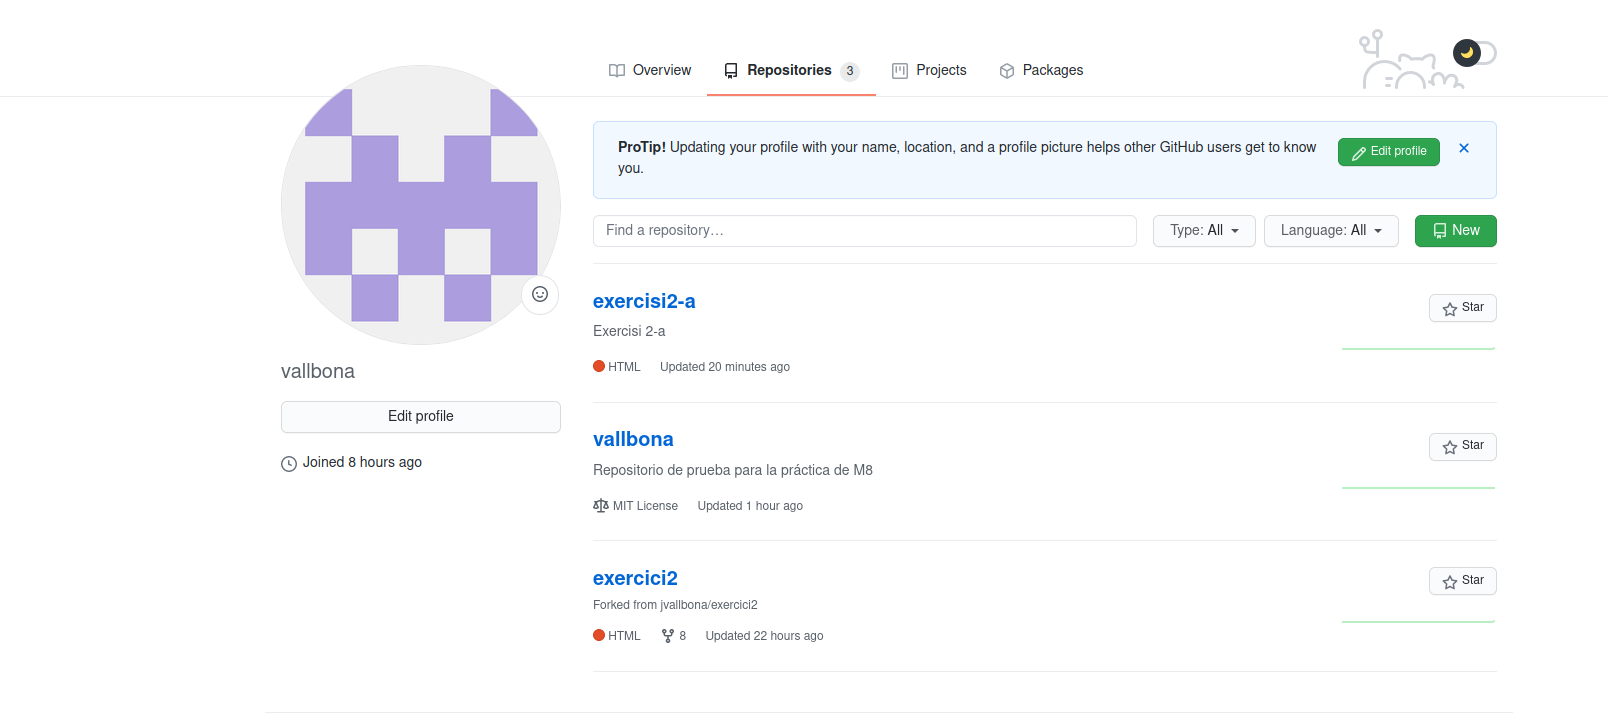 Overview Repositories 3 Projects Packages
ProTip! Updating your profile with your name, location, and a profile picture helps other GitHub users get to know
you.
Edit profile
Find a repository…
Type: All
Language: All
New
vallbona
Edit profile
Joined 8 hours ago
exercisi2-a
Star
Exercisi 2-a
HTML Updated 20 minutes ago
vallbona
Star
Repositorio de prueba para la práctica de M8
MIT License Updated 1 hour ago
exercici2
Star
Forked from jvallbona/exercici2
HTML 8 Updated 22 hours ago